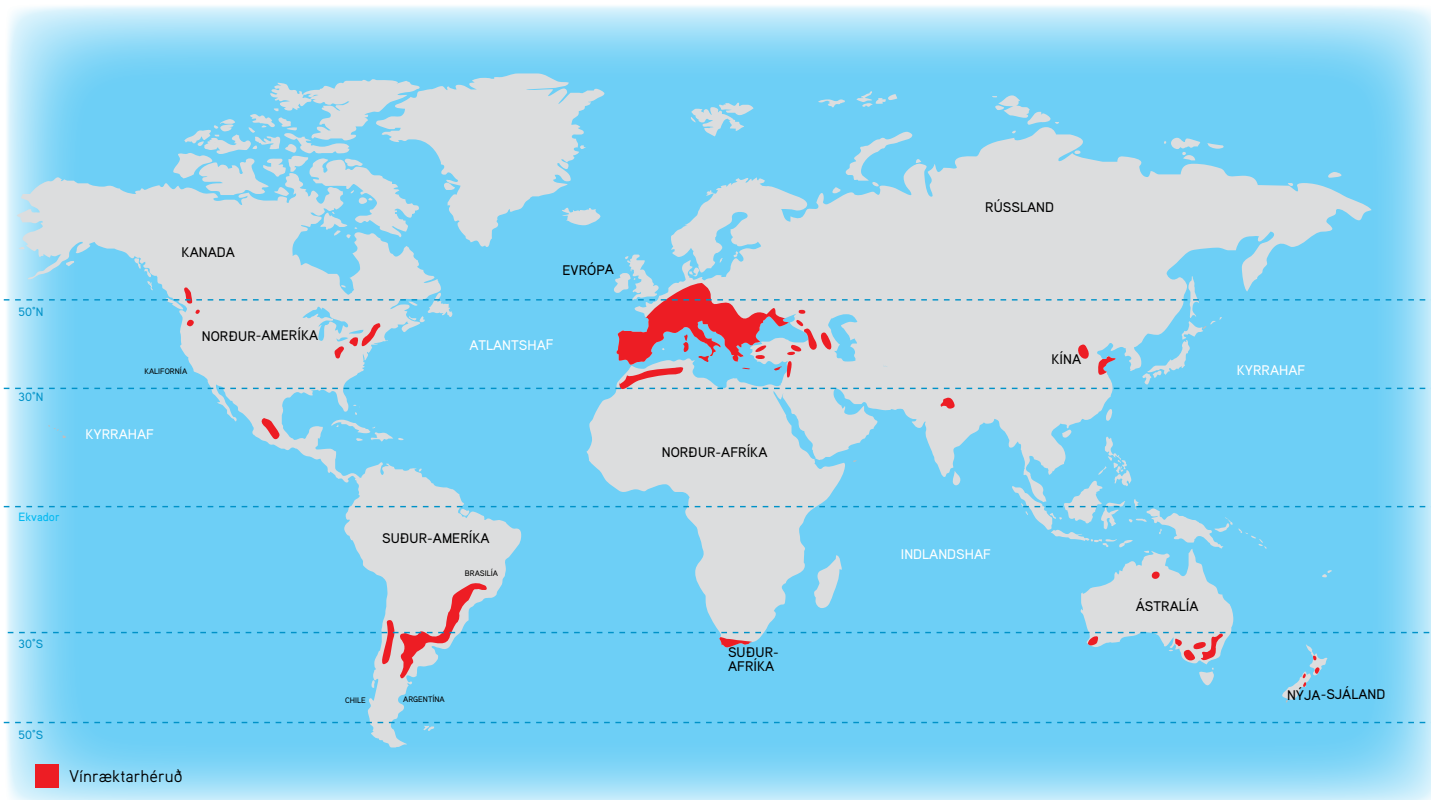 RÚSSLAND
KANADA
EVRÓPA
50°N
NORÐUR-AMERÍKA
ATLANTSHAF
KÍNA
KALIFORNÍA
KYRRAHAF
30°N
KYRRAHAF
NORÐUR-AFRÍKA
Ekvador
SUÐUR-AMERÍKA
INDLANDSHAF
BRASILÍA
ÁSTRALÍA
30°S
SUÐUR-
AFRÍKA
NÝJA-SJÁLAND
CHILE
ARGENTÍNA
50°S
Vínræktarhéruð